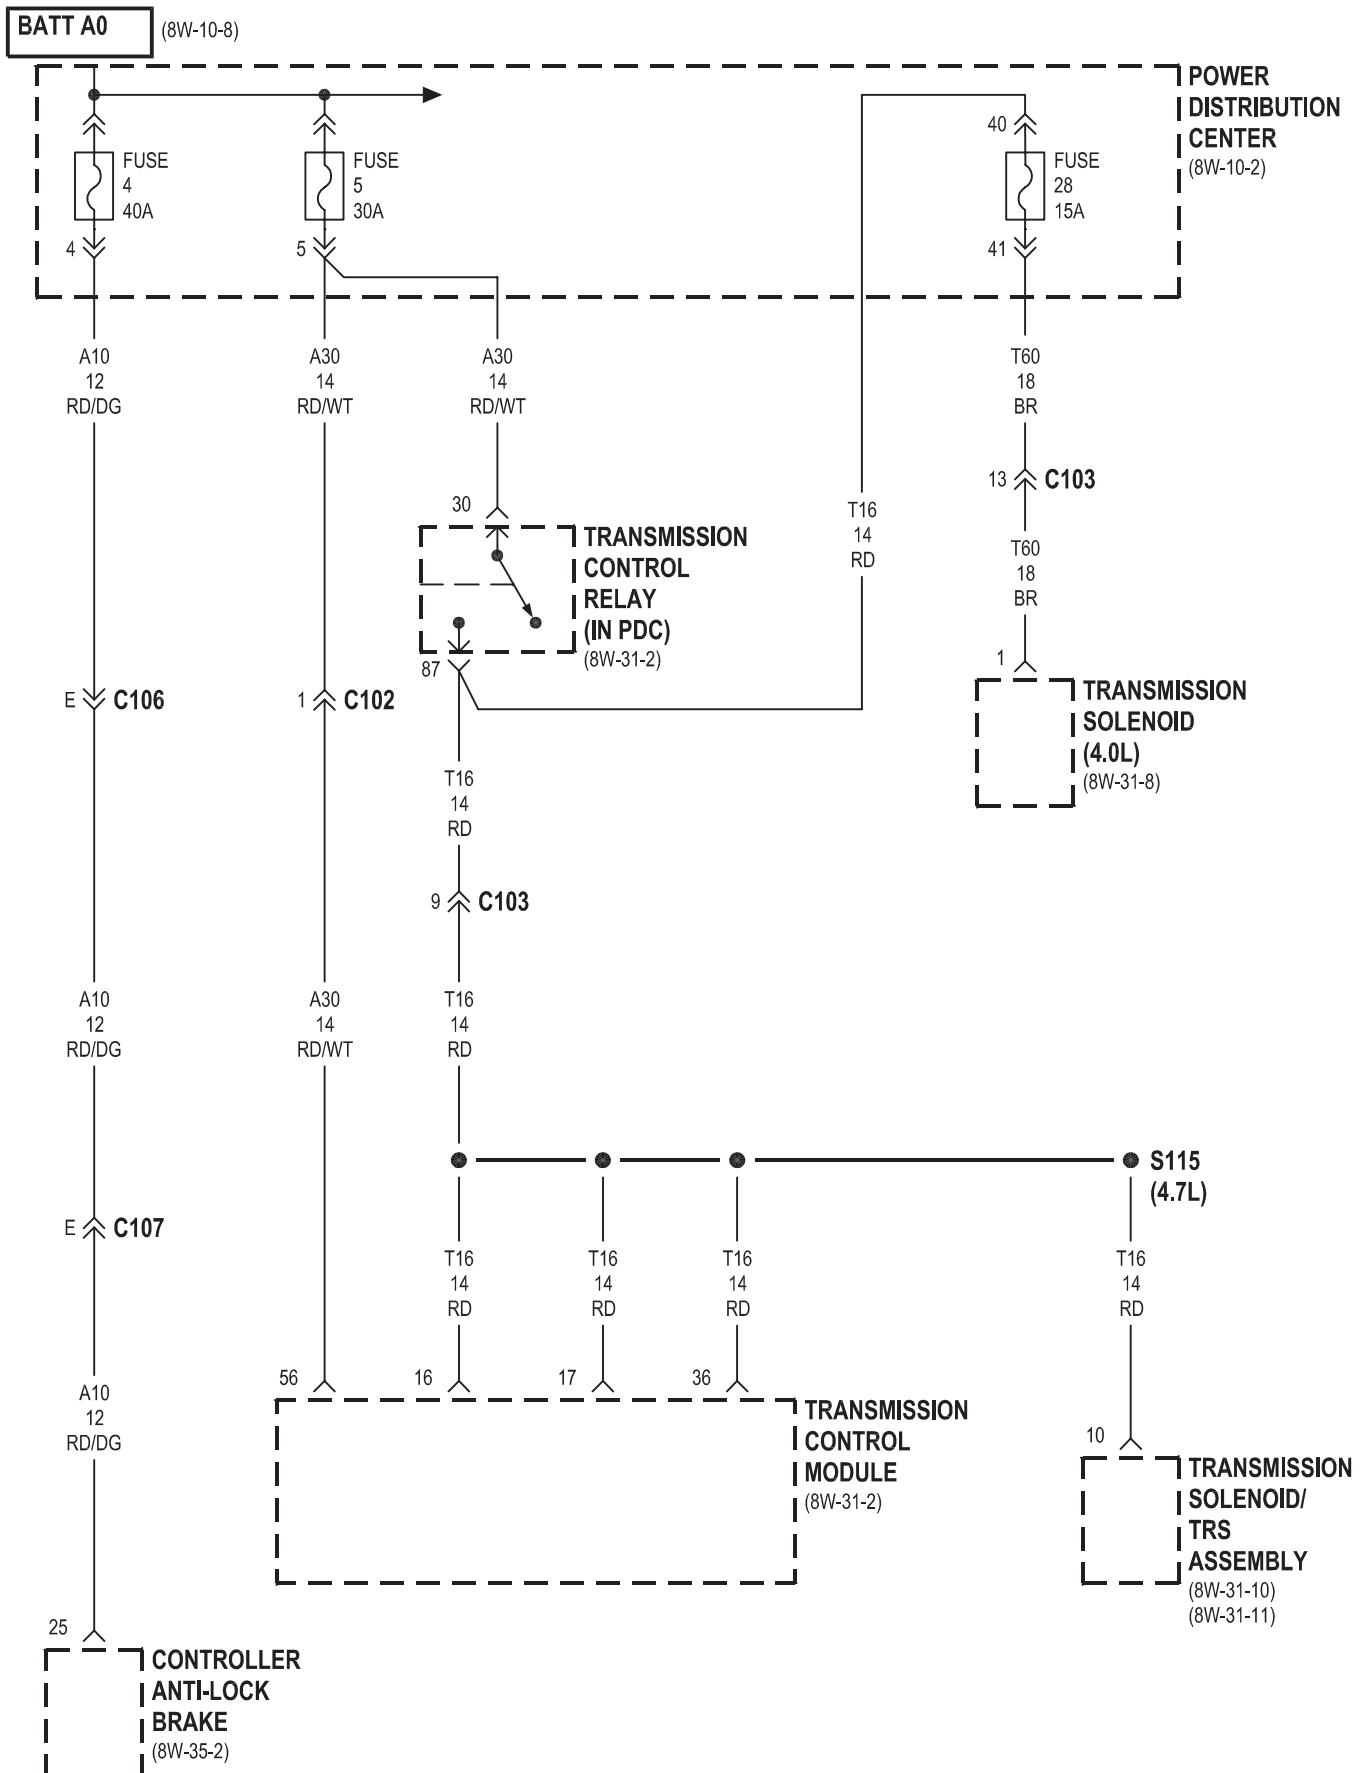 BATT A0 (8W-10-8)
POWER
DISTRIBUTION
CENTER
(8W-10-2)
FUSE
4
40A
4
FUSE
5
30A
5
40
FUSE
28
15A
41
A10
12
RD/DG
A30
14
RD/WT
A30
14
RD/WT
T60
18
BR
13 C103
T16
14
RD
T60
18
BR
30
TRANSMISSION
CONTROL
RELAY
(IN PDC)
(8W-31-2)
87
1
TRANSMISSION
SOLENOID
(4.0L)
(8W-31-8)
E C106
1 C102
T16
14
RD
9 C103
A10
12
RD/DG
A30
14
RD/WT
T16
14
RD
S115
(4.7L)
E C107
T16
14
RD
T16
14
RD
T16
14
RD
T16
14
RD
56
16
17
36
A10
12
RD/DG
TRANSMISSION
CONTROL
MODULE
(8W-31-2)
10
TRANSMISSION
SOLENOID/
TRS
ASSEMBLY
(8W-31-10)
(8W-31-11)
25
CONTROLLER
ANTI-LOCK
BRAKE
(8W-35-2)